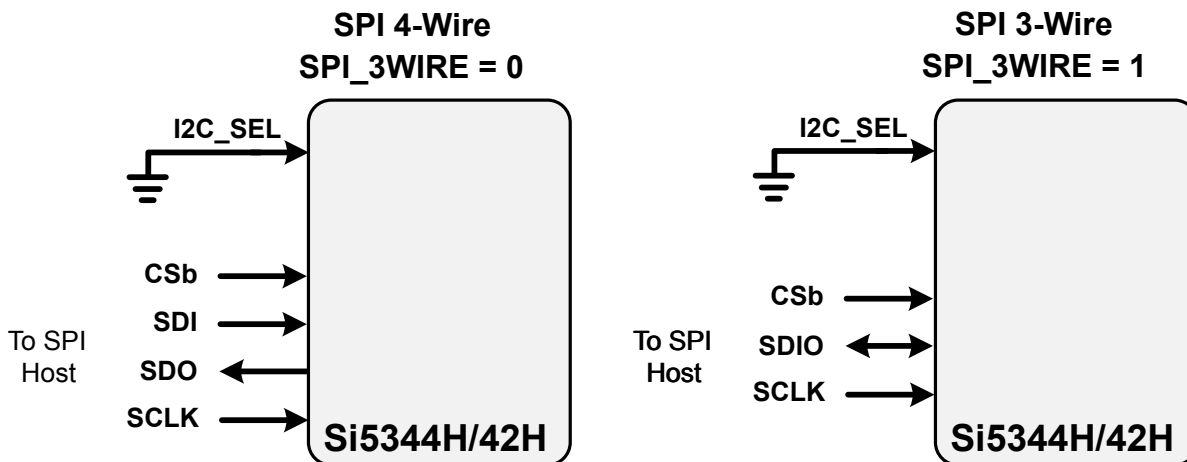 SPI 4-Wire
SPI_3WIRE = 0
I2C_SEL
CSb
SDI
To SPI
Host
SDO
SCLK
Si5344H/42H
SPI 3-Wire
SPI_3WIRE = 1
I2C_SEL
CSb
To SPI
Host
SDIO
SCLK
Si5344H/42H